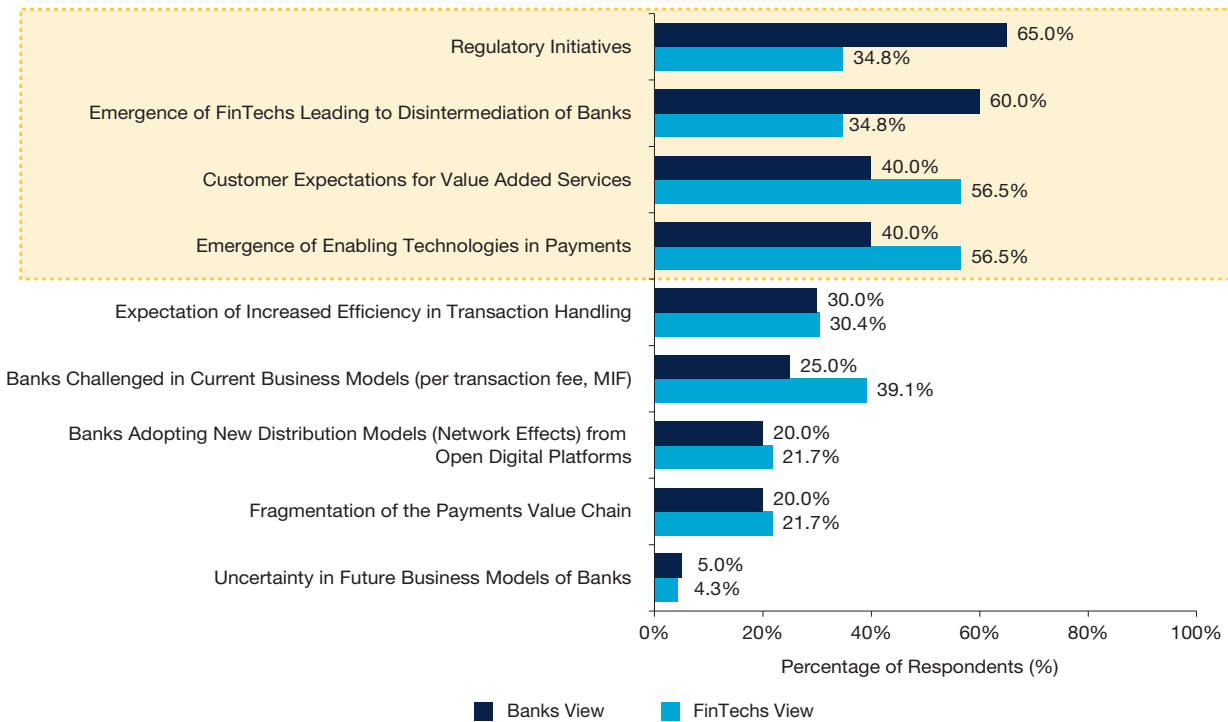 Regulatory Initiatives
65.0%
34.8%
Emergence of FinTechs Leading to Disintermediation of Banks
60.0%
34.8%
Customer Expectations for Value Added Services
40.0%
56.5%
Emergence of Enabling Technologies in Payments
40.0%
56.5%
Expectation of Increased Efficiency in Transaction Handling
30.0%
30.4%
Banks Challenged in Current Business Models (per transaction fee, MIF)
25.0%
39.1%
Banks Adopting New Distribution Models (Network Effects) from
Open Digital Platforms
20.0%
21.7%
Fragmentation of the Payments Value Chain
20.0%
21.7%
Uncertainty in Future Business Models of Banks
5.0%
4.3%
0% 20% 40% 60% 80% 100%
Percentage of Respondents (%)
Banks View FinTechs View